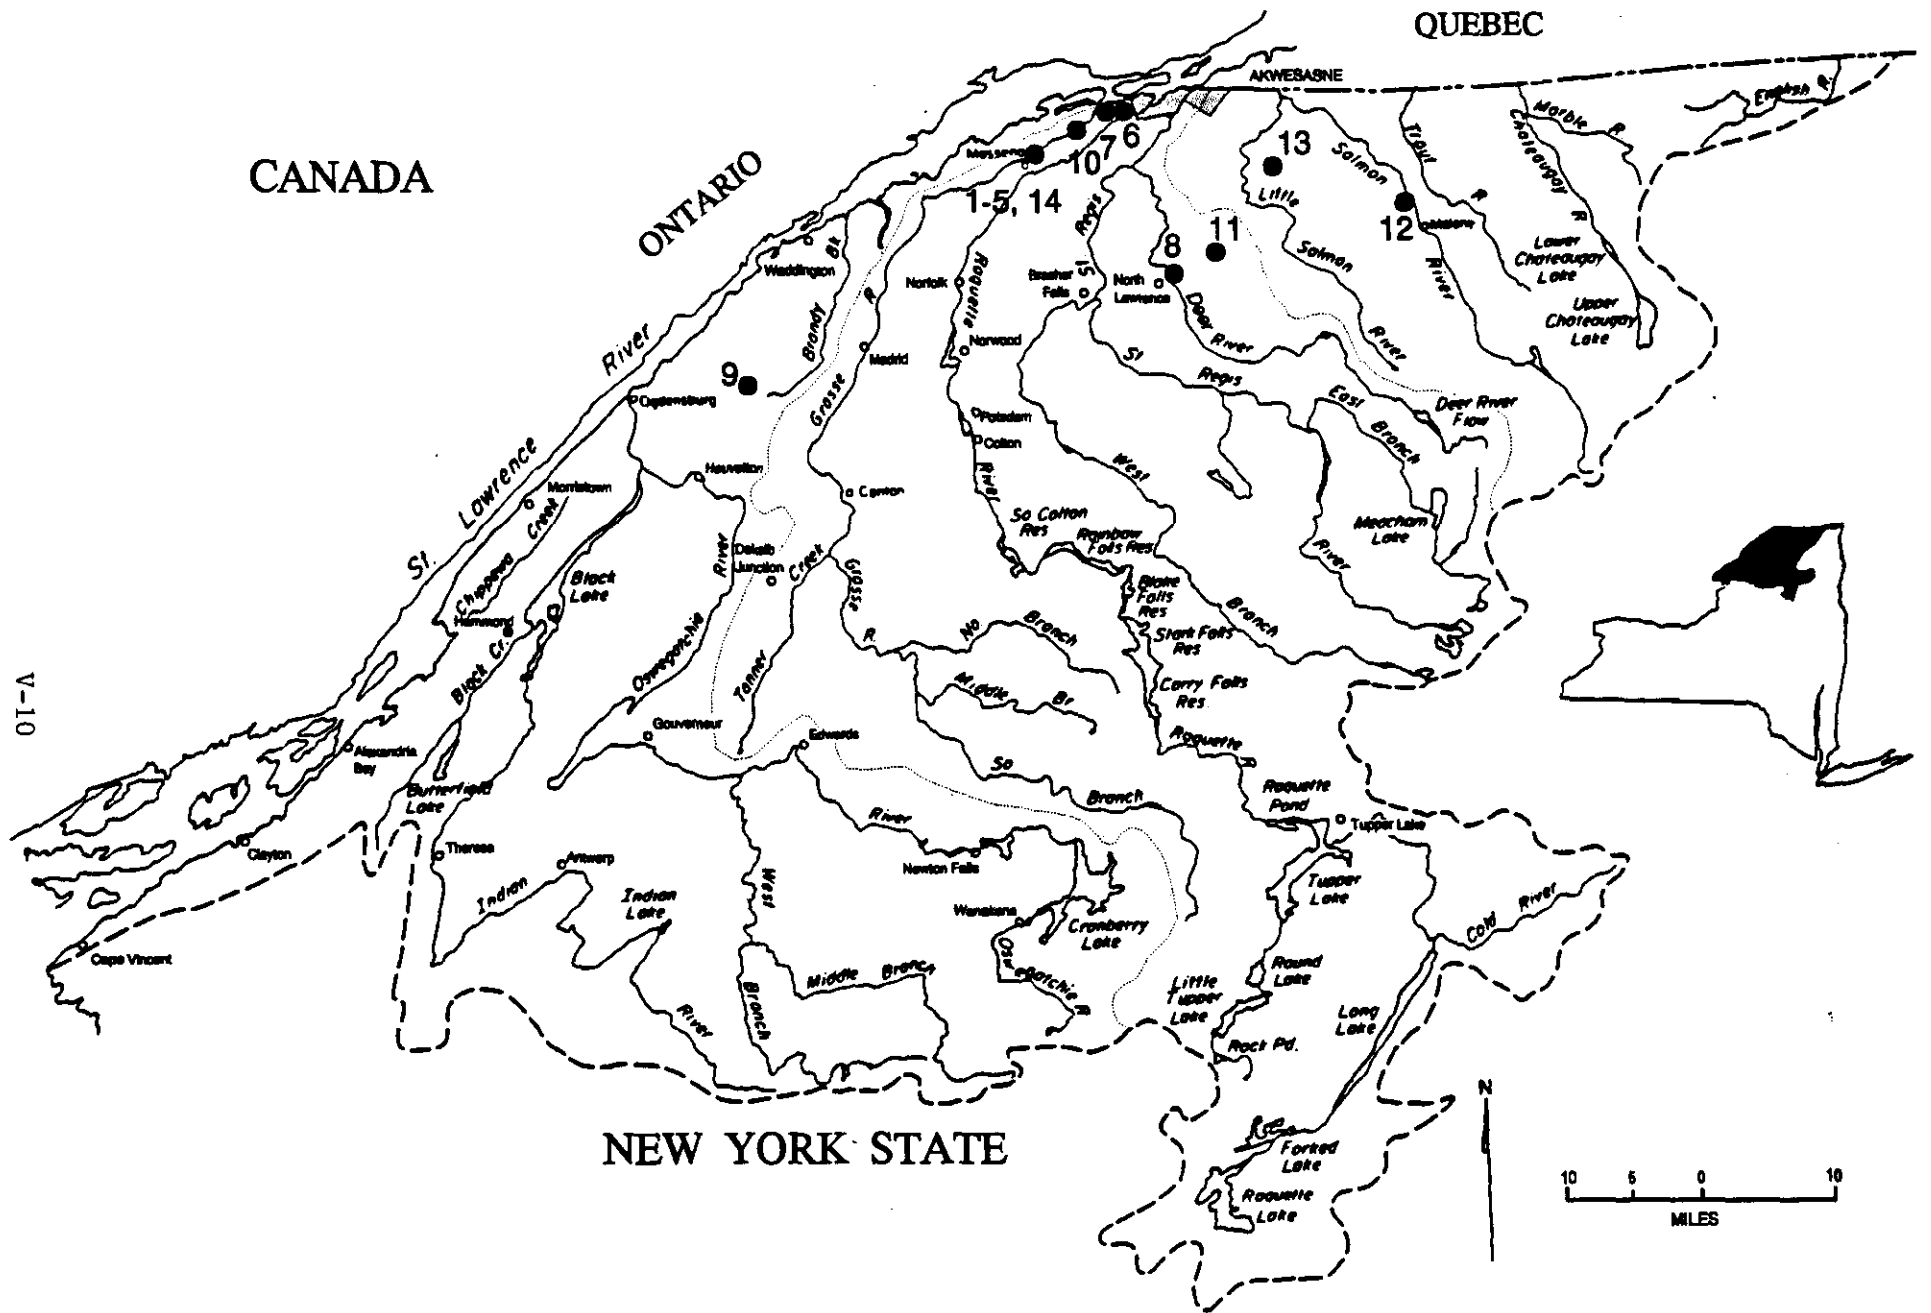 QUEBEC
AKWESASNE
CANADA
ONTARIO
English R.
Marble R
Chateaugay R
Trout R
Salmon River
13
6
7
10
Massena
1-5, 14
12
Malone
11
8
Little Salmon River
St Regis
Lower
Chateaugay
Lake
Upper
Chateaugay
Lake
Waddington
Brandy Bk
Grasse R
Norfolk
Raquette River
Brasher
Falls
North
Lawrence
Deer River
Madrid
Norwood
St. Lawrence River
9
Ogdensburg
Potsdam
Colton
St Regis River
East Branch
Deer River
Flow
West Branch
Heuvelton
Morristown
Canton
Chippewa Creek
Black
Lake
Dekalb
Junction
So Colton
Res
Rainbow
Falls Res
Meacham
Lake
Blake
Falls
Res
Stark Falls
Res
Carry Falls
Res
Hammond
Black Cr.
Oswegatchie River
Tanner Creek
Grasse R
No Branch
Middle Br
V-10
Alexandria
Bay
Gouverneur
Edwards
Raquette R
So Branch
Raquette
Pond
Tupper Lake
Butterfield
Lake
River
Clayton
Theresa
Antwerp
Newton Falls
Tupper
Lake
Indian River
Indian
Lake
West Branch
Wanakena
Cranberry
Lake
Cold River
Cape Vincent
Middle Branch
Oswegatchie R
Round
Lake
Little
Tupper
Lake
Long
Lake
Rock Pd.
N
NEW YORK STATE
Forked
Lake
Raquette
Lake
10 5 0 10
MILES